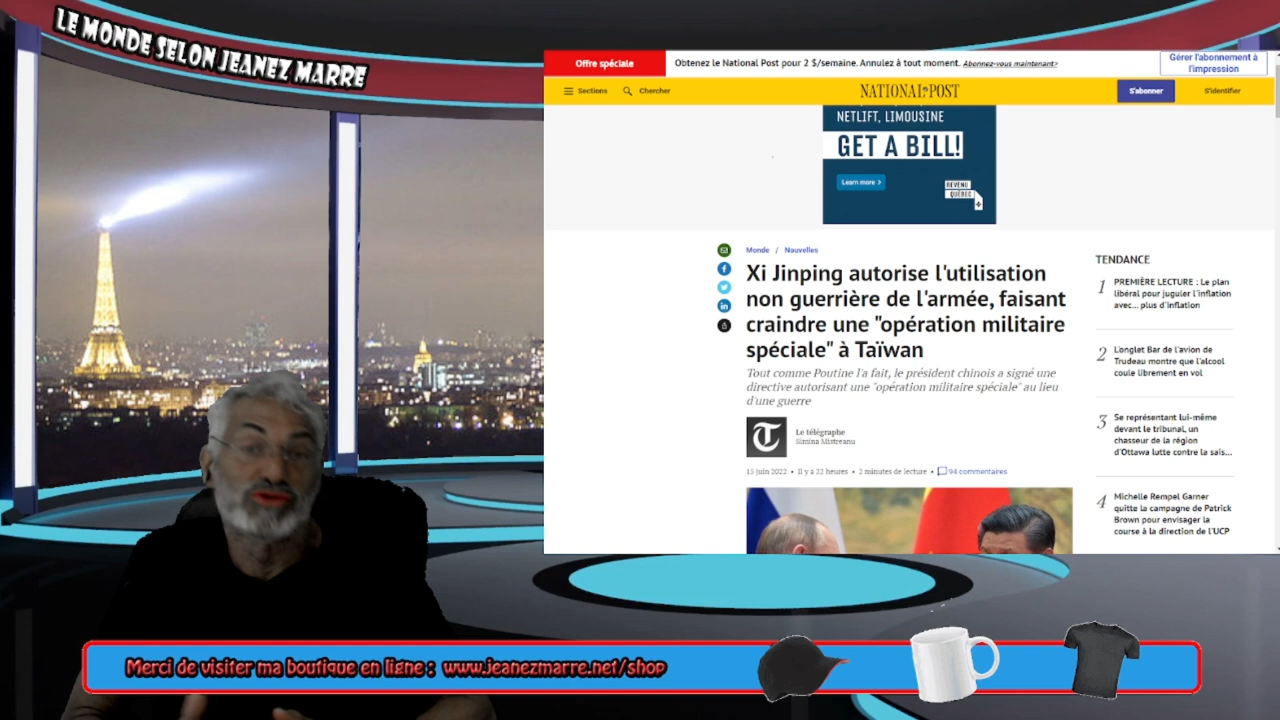 LE MONDE SELON JEANEZ MARRE
Offre spéciale
Obtenez le National Post pour 2 $/semaine. Annulez à tout moment. Abonnez-vous maintenant>
Gérer l'abonnement à
l'impression
Sections
Chercher
NATIONAL POST
S'abonner
S'identifier
NETLIFT, LIMOUSINE
GET A BILL!
Learn more >
REVENU
QUÉBEC
Monde / Nouvelles
Xi Jinping autorise l'utilisation
non guerrière de l'armée, faisant
craindre une "opération militaire
spéciale" à Taïwan
Tout comme Poutine l'a fait, le président chinois a signé une
directive autorisant une "opération militaire spéciale" au lieu
d'une guerre
T
Le télégraphe
Simina Mistreanu
15 juin 2022 • Il y a 22 heures • 2 minutes de lecture • 94 commentaires
TENDANCE
1 PREMIÈRE LECTURE : Le plan
libéral pour juguler l'inflation
avec... plus d'inflation
2 L'onglet Bar de l'avion de
Trudeau montre que l'alcool
coule librement en vol
3 Se représentant lui-même
devant le tribunal, un
chasseur de la région
d'Ottawa lutte contre la sais...
4 Michelle Rempel Garner
quitte la campagne de Patrick
Brown pour envisager la
course à la direction de l'UCP
Merci de visiter ma boutique en ligne : www.jeanezmarre.net/shop